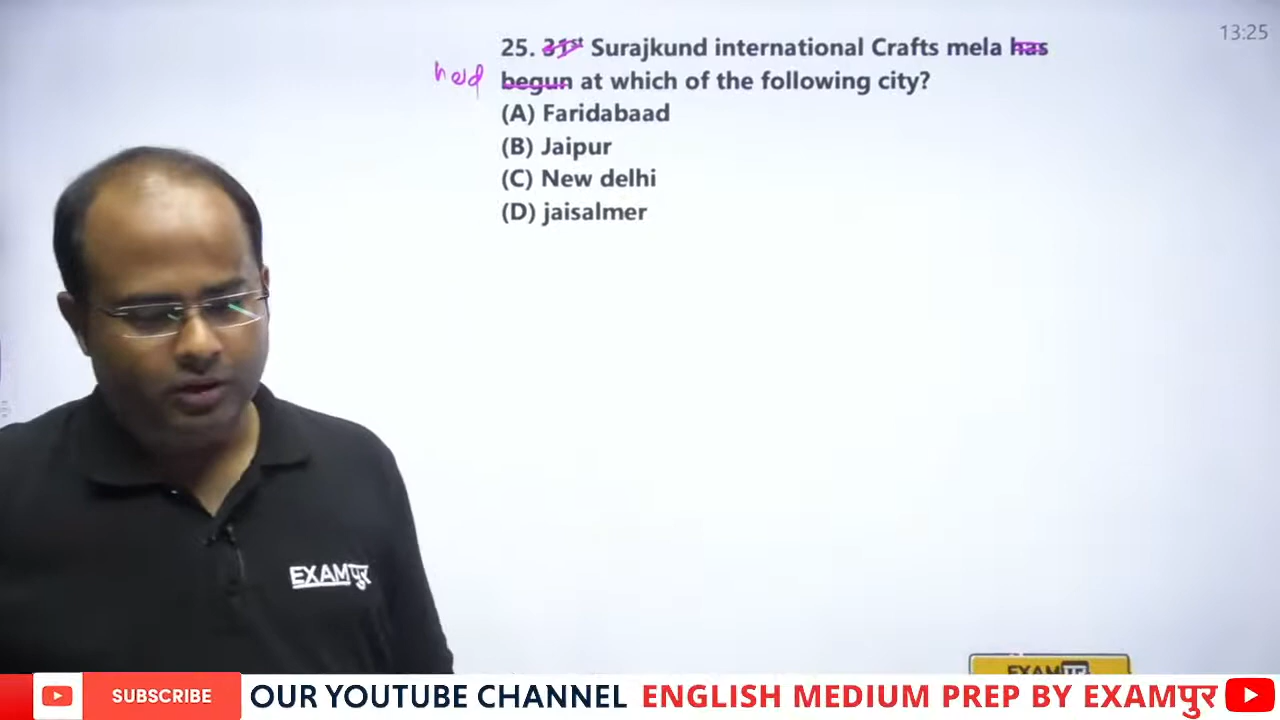 13:25
25. 31st Surajkund international Crafts mela has
held begun at which of the following city?
(A) Faridabaad
(B) Jaipur
(C) New delhi
(D) jaisalmer
EXAMपुर
EXAMपुर
SUBSCRIBE OUR YOUTUBE CHANNEL ENGLISH MEDIUM PREP BY EXAMपुर